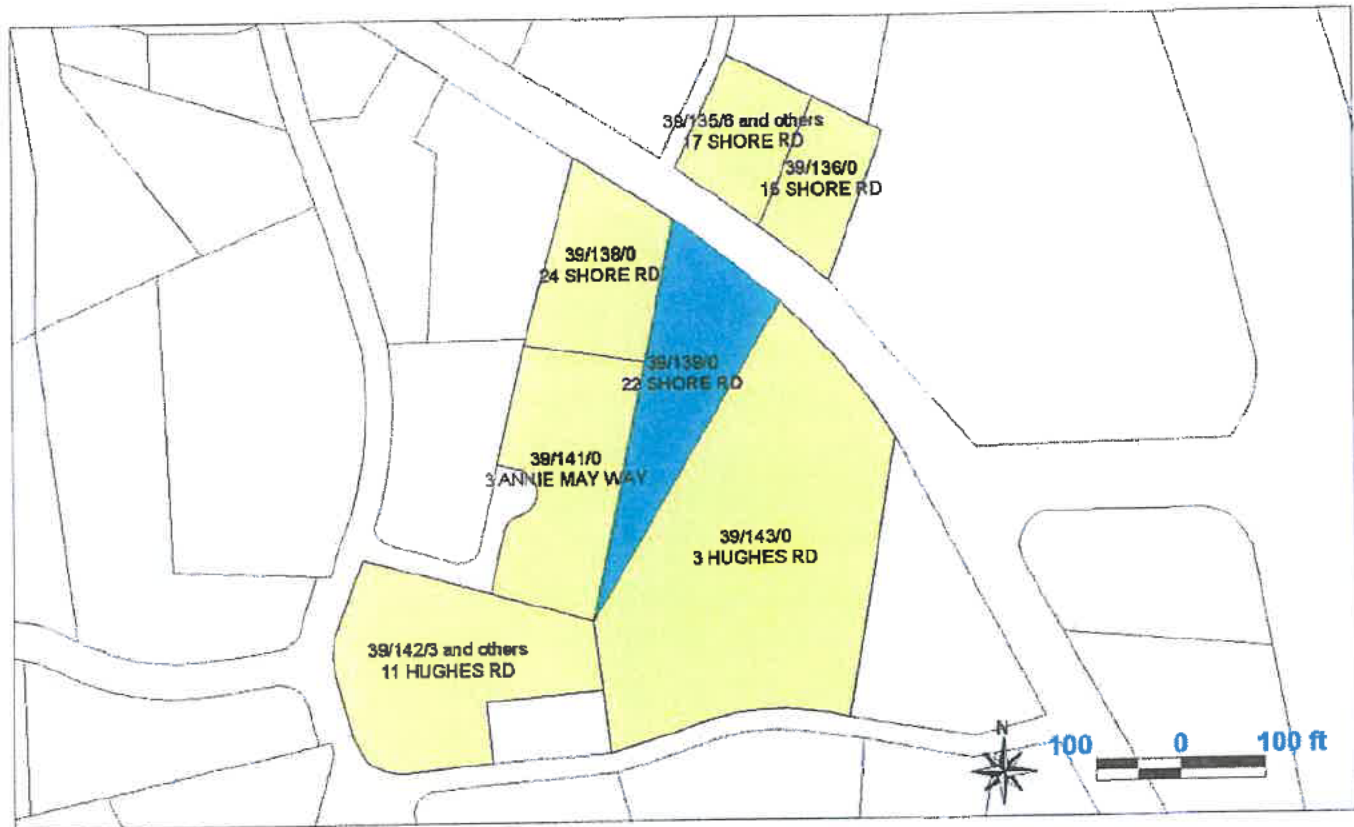 39/135/6 and others
17 SHORE RD
39/136/0
15 SHORE RD
39/138/0
24 SHORE RD
39/139/0
22 SHORE RD
39/141/0
3 ANNIE MAY WAY
39/143/0
3 HUGHES RD
39/142/3 and others
11 HUGHES RD
N
100 0 100 ft